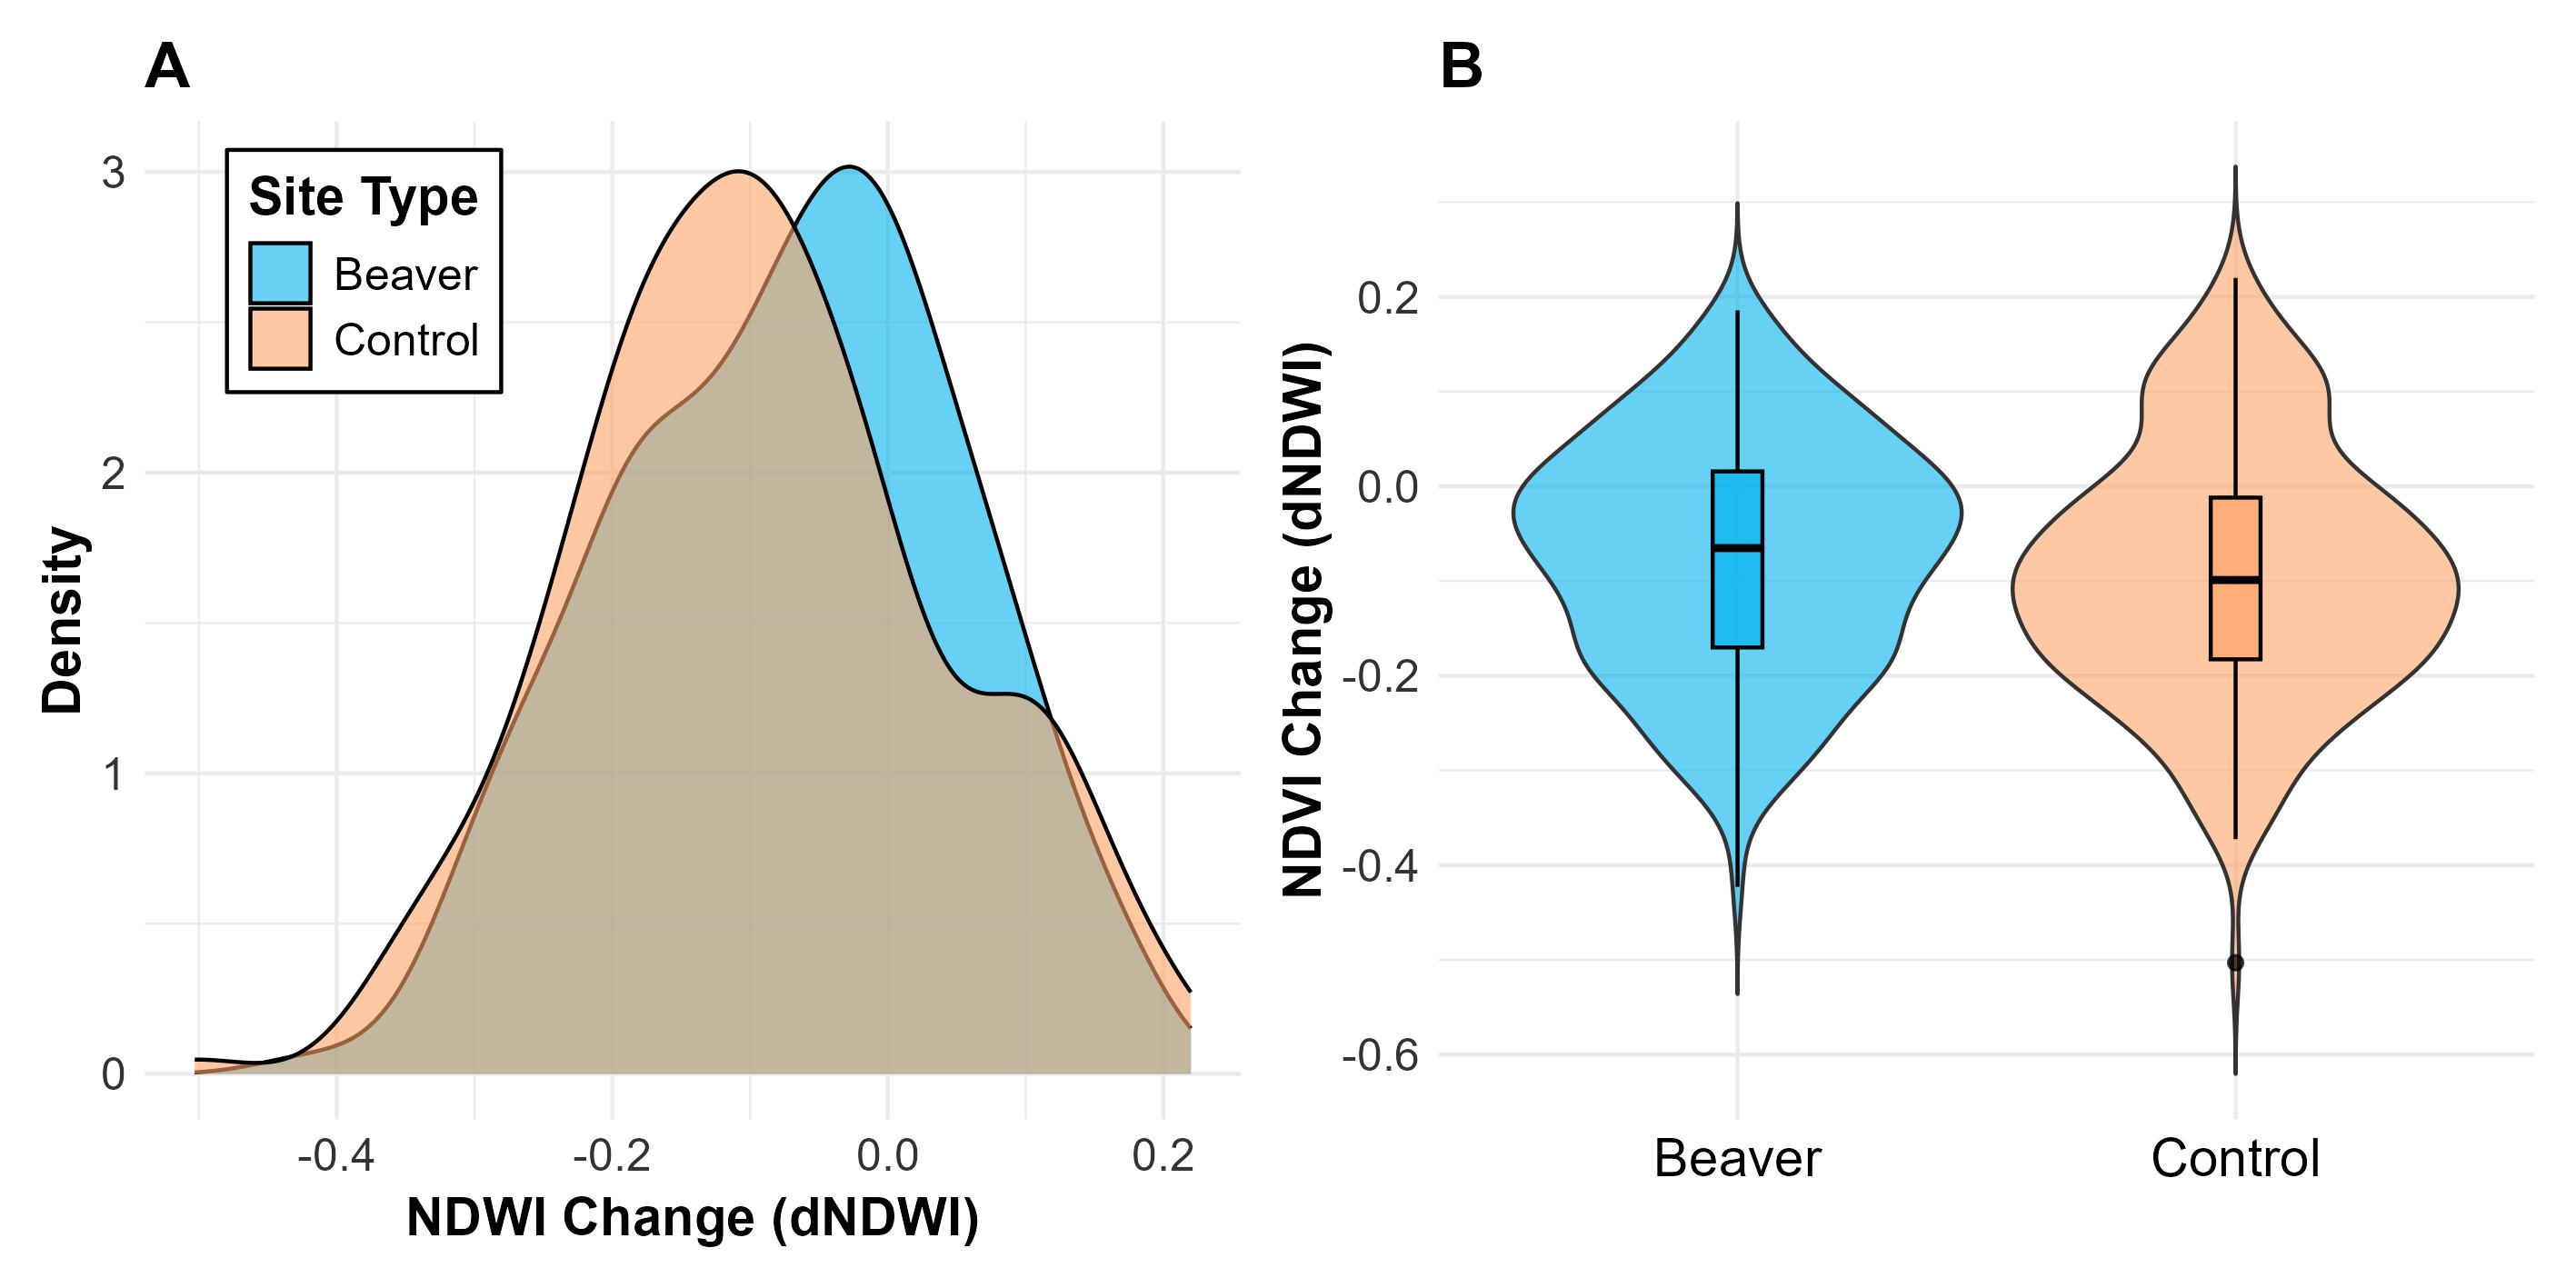 A
Site Type
Beaver
Control
3
2
1
0
Density
-0.4 -0.2 0.0 0.2
NDWI Change (dNDWI)
B
0.2
0.0
-0.2
-0.4
-0.6
NDVI Change (dNDWI)
Beaver Control